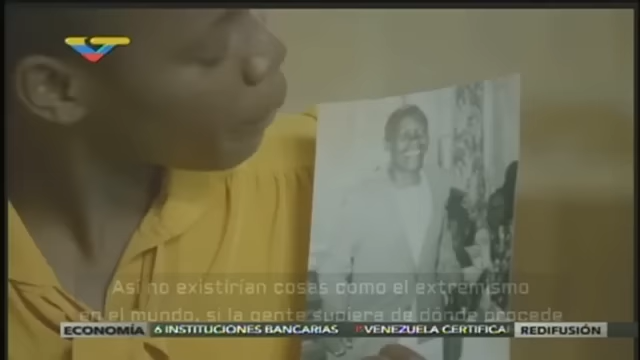 Así no existirían cosas como el extremismo
en el mundo, si la gente supiera de dónde procede
ECONOMÍA 6 INSTITUCIONES BANCARIAS VENEZUELA CERTIFICA REDIFUSIÓN